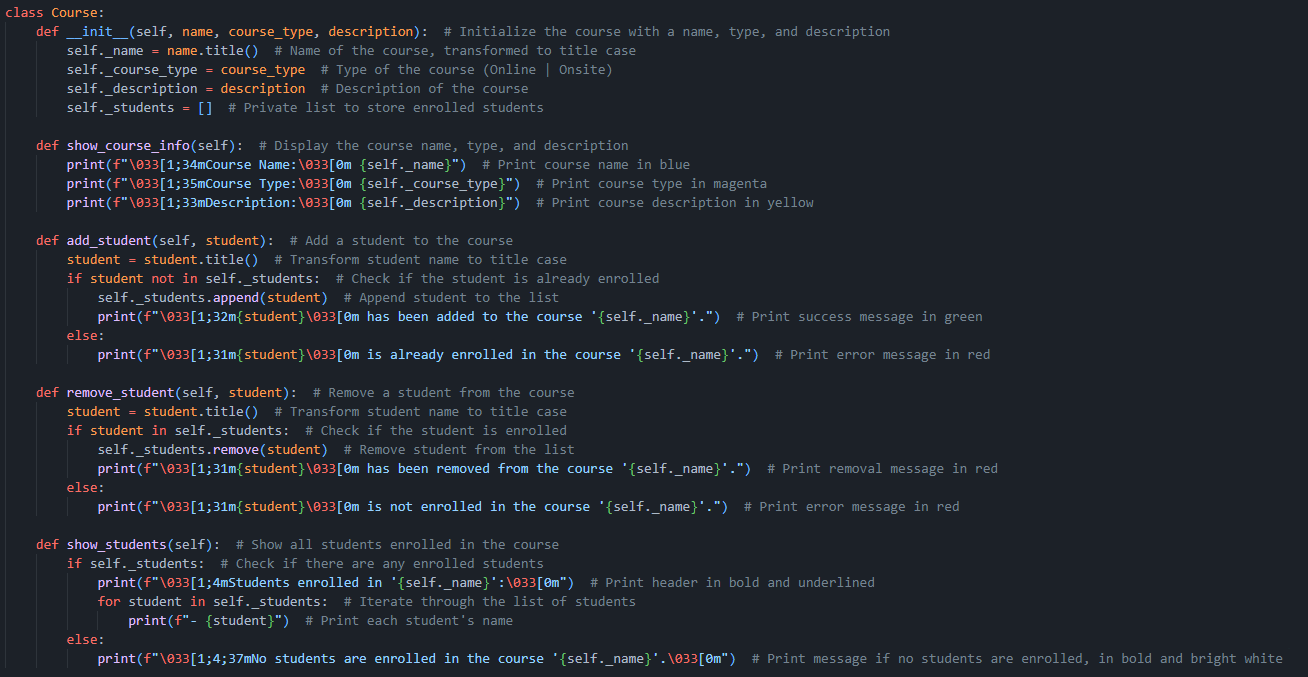 class Course:
    def __init__(self, name, course_type, description):  # Initialize the course with a name, type, and description
        self._name = name.title()  # Name of the course, transformed to title case
        self._course_type = course_type  # Type of the course (Online | Onsite)
        self._description = description  # Description of the course
        self._students = []  # Private list to store enrolled students

    def show_course_info(self):  # Display the course name, type, and description
        print(f"\033[1;34mCourse Name:\033[0m {self._name}")  # Print course name in blue
        print(f"\033[1;35mCourse Type:\033[0m {self._course_type}")  # Print course type in magenta
        print(f"\033[1;33mDescription:\033[0m {self._description}")  # Print course description in yellow

    def add_student(self, student):  # Add a student to the course
        student = student.title()  # Transform student name to title case
        if student not in self._students:  # Check if the student is already enrolled
            self._students.append(student)  # Append student to the list
            print(f"\033[1;32m{student}\033[0m has been added to the course '{self._name}'.")  # Print success message in green
        else:
            print(f"\033[1;31m{student}\033[0m is already enrolled in the course '{self._name}'.")  # Print error message in red

    def remove_student(self, student):  # Remove a student from the course
        student = student.title()  # Transform student name to title case
        if student in self._students:  # Check if the student is enrolled
            self._students.remove(student)  # Remove student from the list
            print(f"\033[1;31m{student}\033[0m has been removed from the course '{self._name}'.")  # Print removal message in red
        else:
            print(f"\033[1;31m{student}\033[0m is not enrolled in the course '{self._name}'.")  # Print error message in red

    def show_students(self):  # Show all students enrolled in the course
        if self._students:  # Check if there are any enrolled students
            print(f"\033[1;4mStudents enrolled in '{self._name}':\033[0m")  # Print header in bold and underlined
            for student in self._students:  # Iterate through the list of students
                print(f"- {student}")  # Print each student's name
        else:
            print(f"\033[1;4;37mNo students are enrolled in the course '{self._name}'.\033[0m")  # Print message if no students are enrolled, in bold and bright white